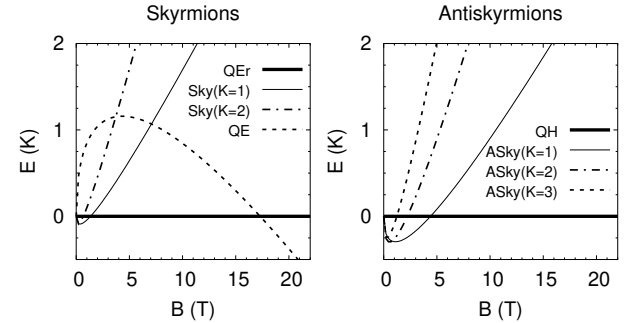 Skyrmions
2
1
0
E (K)
0
5
10
15
20
B (T)
QEr
Sky(K=1)
Sky(K=2)
QE
Antiskyrmions
2
1
0
E (K)
0
5
10
15
20
B (T)
QH
ASky(K=1)
ASky(K=2)
ASky(K=3)